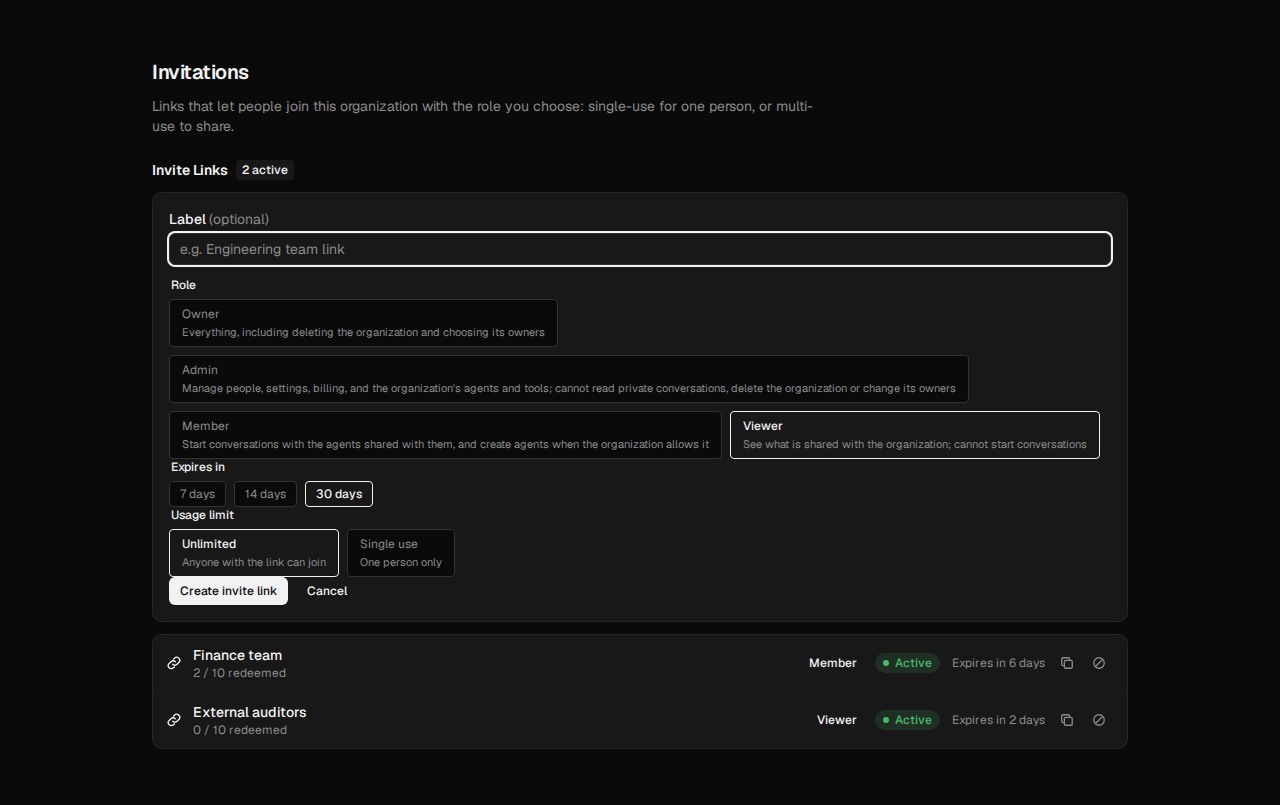 Invitations
Links that let people join this organization with the role you choose: single-use for one person, or multi-
use to share.
Invite Links 2 active
Label (optional)
e.g. Engineering team link
Role
Owner
Everything, including deleting the organization and choosing its owners
Admin
Manage people, settings, billing, and the organization's agents and tools; cannot read private conversations, delete the organization or change its owners
Member
Start conversations with the agents shared with them, and create agents when the organization allows it
Viewer
See what is shared with the organization; cannot start conversations
Expires in
7 days 14 days 30 days
Usage limit
Unlimited
Anyone with the link can join
Single use
One person only
Create invite link Cancel
Finance team
2 / 10 redeemed
Member Active Expires in 6 days
External auditors
0 / 10 redeemed
Viewer Active Expires in 2 days